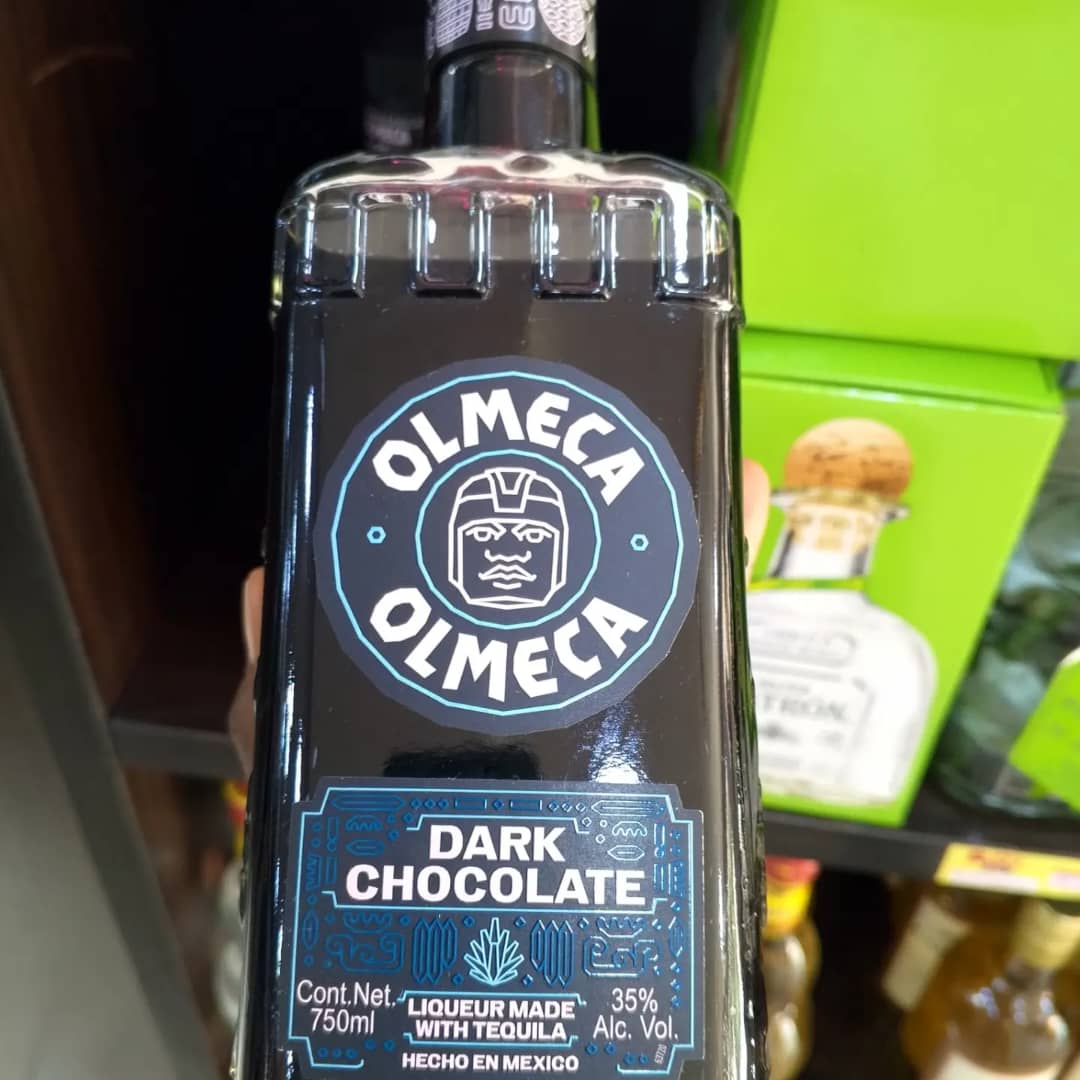 OLMECA
OLMECA
DARK
CHOCOLATE
Cont.Net.
750ml
LIQUEUR MADE
WITH TEQUILA
35%
Alc. Vol.
HECHO EN MEXICO